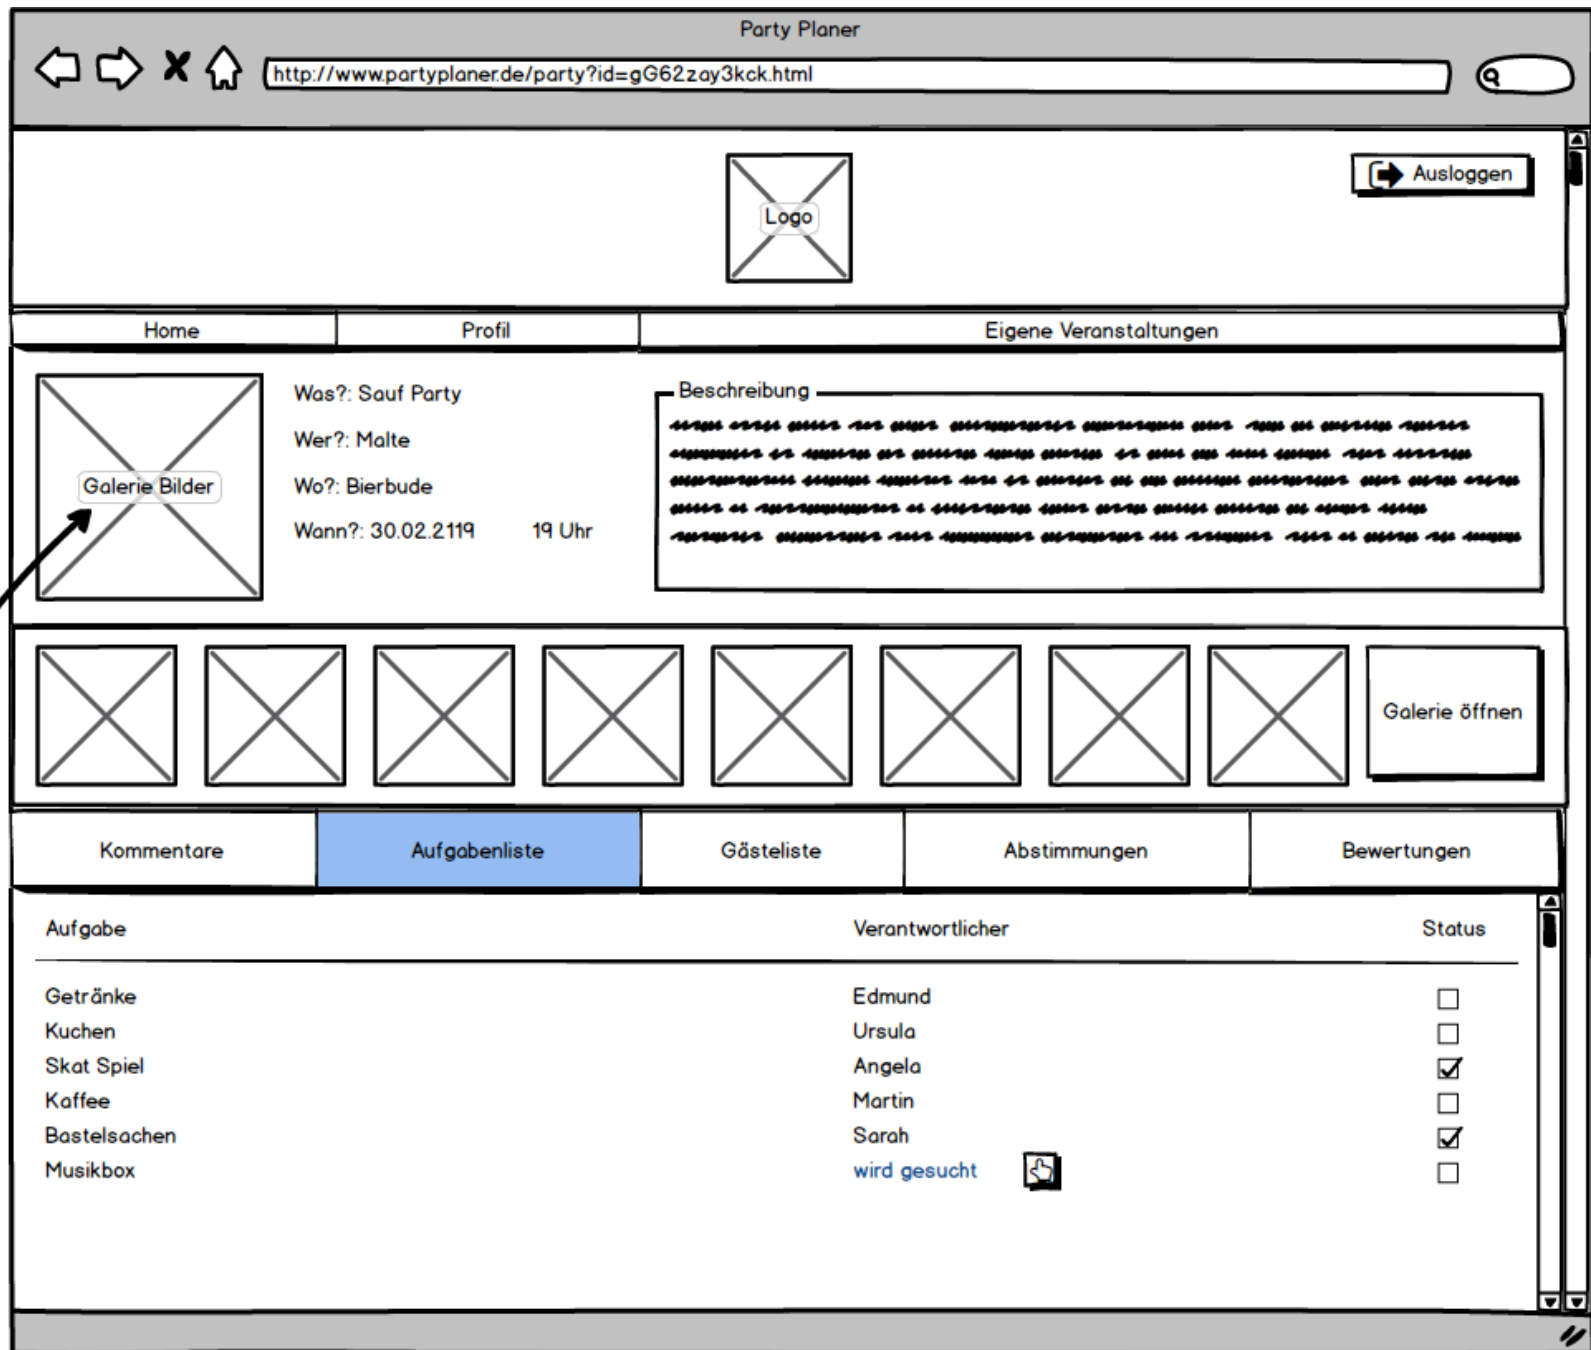 Party Planer
http://www.partyplaner.de/party?id=gG62zay3kck.html
Ausloggen
Logo
Home Profil Eigene Veranstaltungen
Galerie Bilder
Was?: Sauf Party
Wer?: Malte
Wo?: Bierbude
Wann?: 30.02.2119 19 Uhr
Beschreibung
Galerie öffnen
Kommentare Aufgabenliste Gästeliste Abstimmungen Bewertungen
Aufgabe Verantwortlicher Status
Getränke Edmund
Kuchen Ursula
Skat Spiel Angela
Kaffee Martin
Bastelsachen Sarah
Musikbox wird gesucht